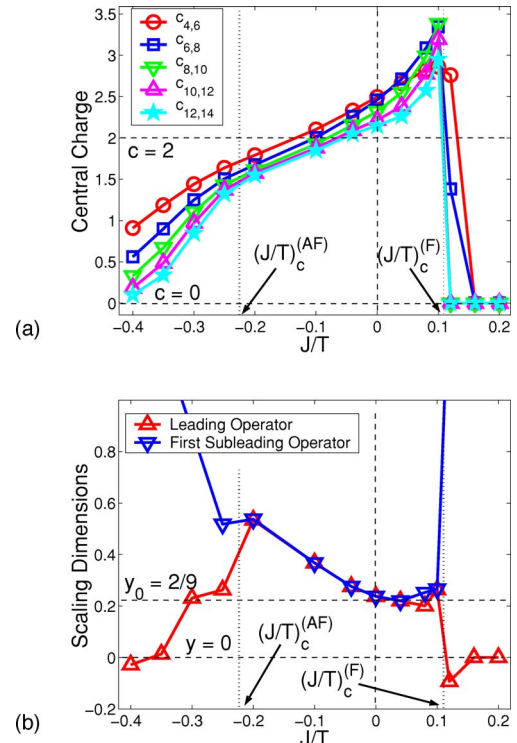 (a)
Central Charge
3.5
3
2.5
2
1.5
1
0.5
0
c4,6
c6,8
c8,10
c10,12
c12,14
c = 2
c = 0
(J/T)c(AF)
(J/T)c(F)
-0.4 -0.3 -0.2 -0.1 0 0.1 0.2
J/T
(b)
Scaling Dimensions
0.8
0.6
0.4
0.2
0
-0.2
Leading Operator
First Subleading Operator
y0 = 2/9
y = 0
(J/T)c(AF)
(J/T)c(F)
-0.4 -0.3 -0.2 -0.1 0 0.1 0.2
J/T